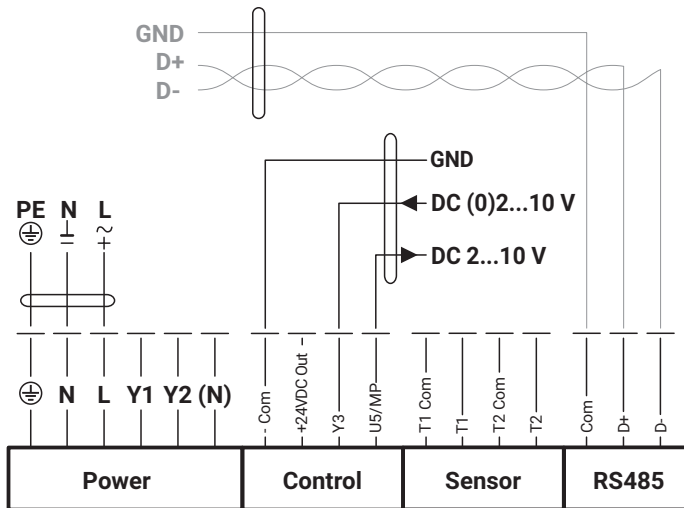 GND
D+
D-
GND
DC (0)2...10 V
DC 2...10 V
PE N L
N L Y1 Y2 (N)
- Com
+24VDC Out -
Y3
U5/MP
T1 Com
T1
T2 Com
T2
Com
D+
D-
Power Control Sensor RS485